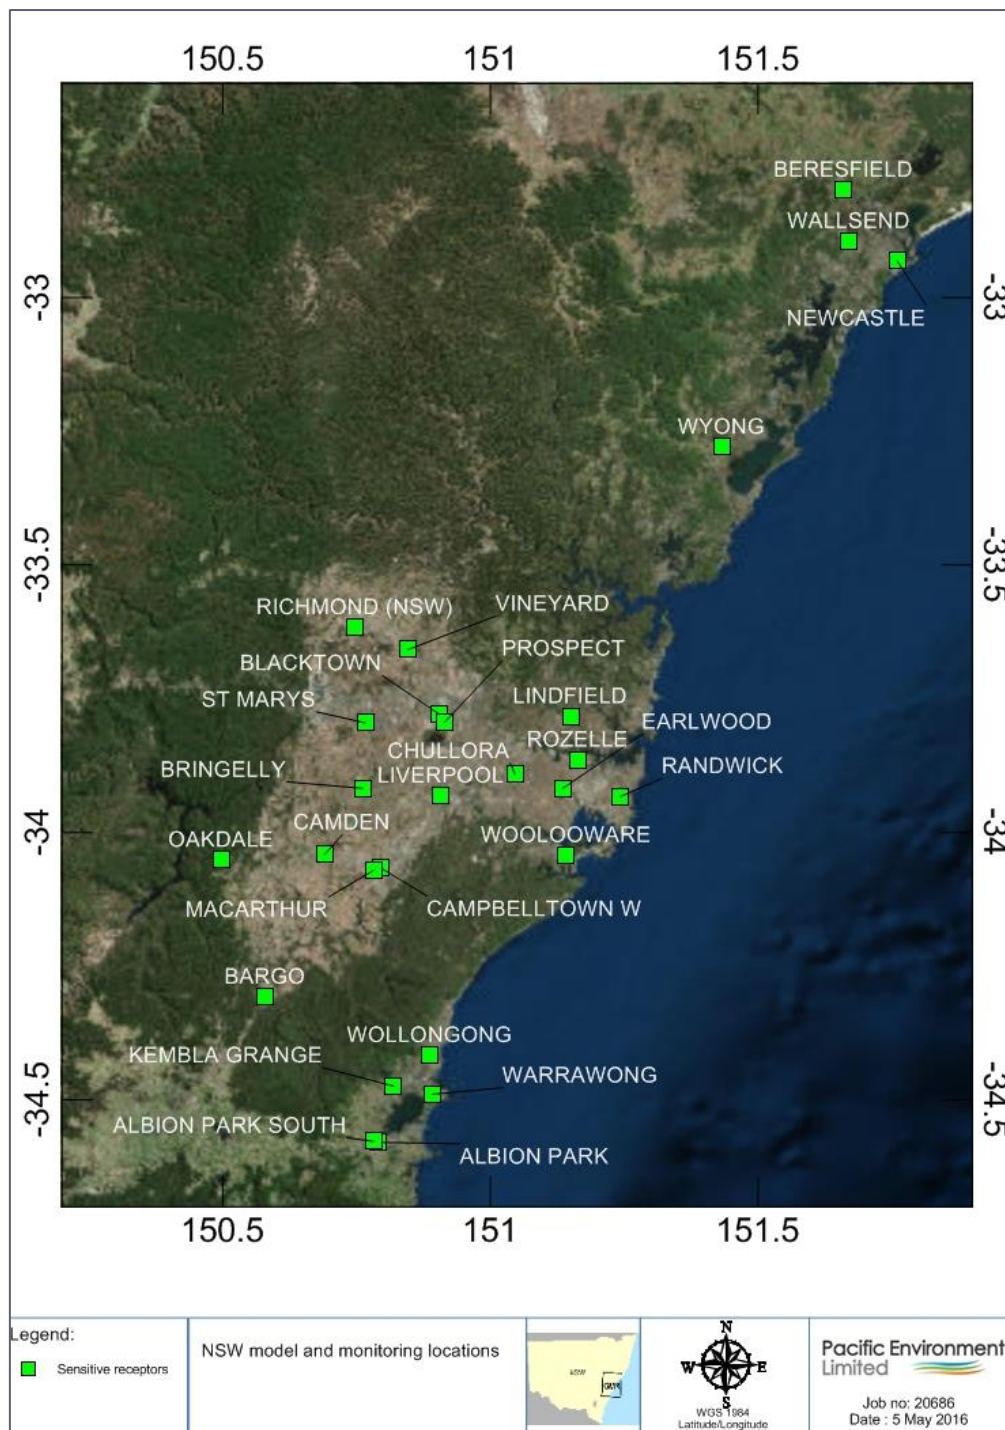 150.5 151 151.5
BERESFIELD
WALLSEND
-33 -33
NEWCASTLE
WYONG
-33.5 -33.5
RICHMOND (NSW) VINEYARD
BLACKTOWN PROSPECT
ST MARYS LINDFIELD EARLWOOD
CHULLORA ROZELLE
BRINGELLY LIVERPOOL RANDWICK
CAMDEN
OAKDALE WOOLOOWARE
-34 -34
MACARTHUR CAMPBELLTOWN W
BARGO
WOLLONGONG
KEMBLA GRANGE WARRAWONG
-34.5 -34.5
ALBION PARK SOUTH
ALBION PARK
150.5 151 151.5
Legend:
Sensitive receptors
NSW model and monitoring locations
NSW
GMR
N
W E
S
WGS 1984
Latitude/Longitude
Pacific Environment
Limited
Job no: 20686
Date : 5 May 2016